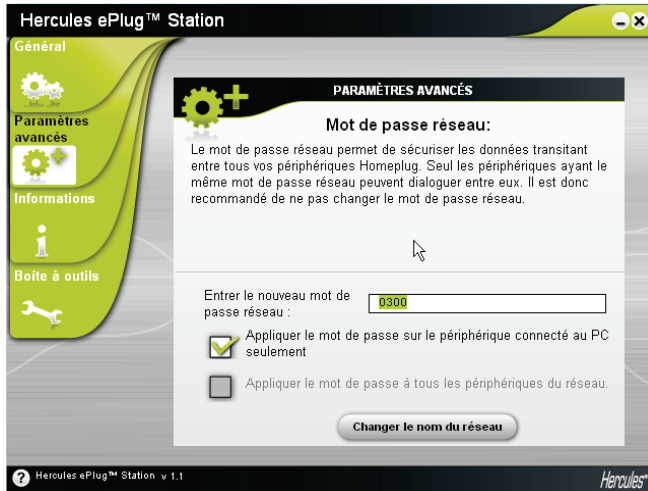 Hercules ePlug™ Station
Général
Paramètres
avancés
Informations
Boîte à outils
PARAMÈTRES AVANCÉS
Mot de passe réseau:
Le mot de passe réseau permet de sécuriser les données transitant
entre tous vos périphériques Homeplug. Seul les périphériques ayant le
même mot de passe réseau peuvent dialoguer entre eux. Il est donc
recommandé de ne pas changer le mot de passe réseau.
Entrer le nouveau mot de
passe réseau :
0300
Appliquer le mot de passe sur le périphérique connecté au PC
seulement
Appliquer le mot de passe à tous les périphériques du réseau.
Changer le nom du réseau
? Hercules ePlug™ Station v 1.1
Hercules®